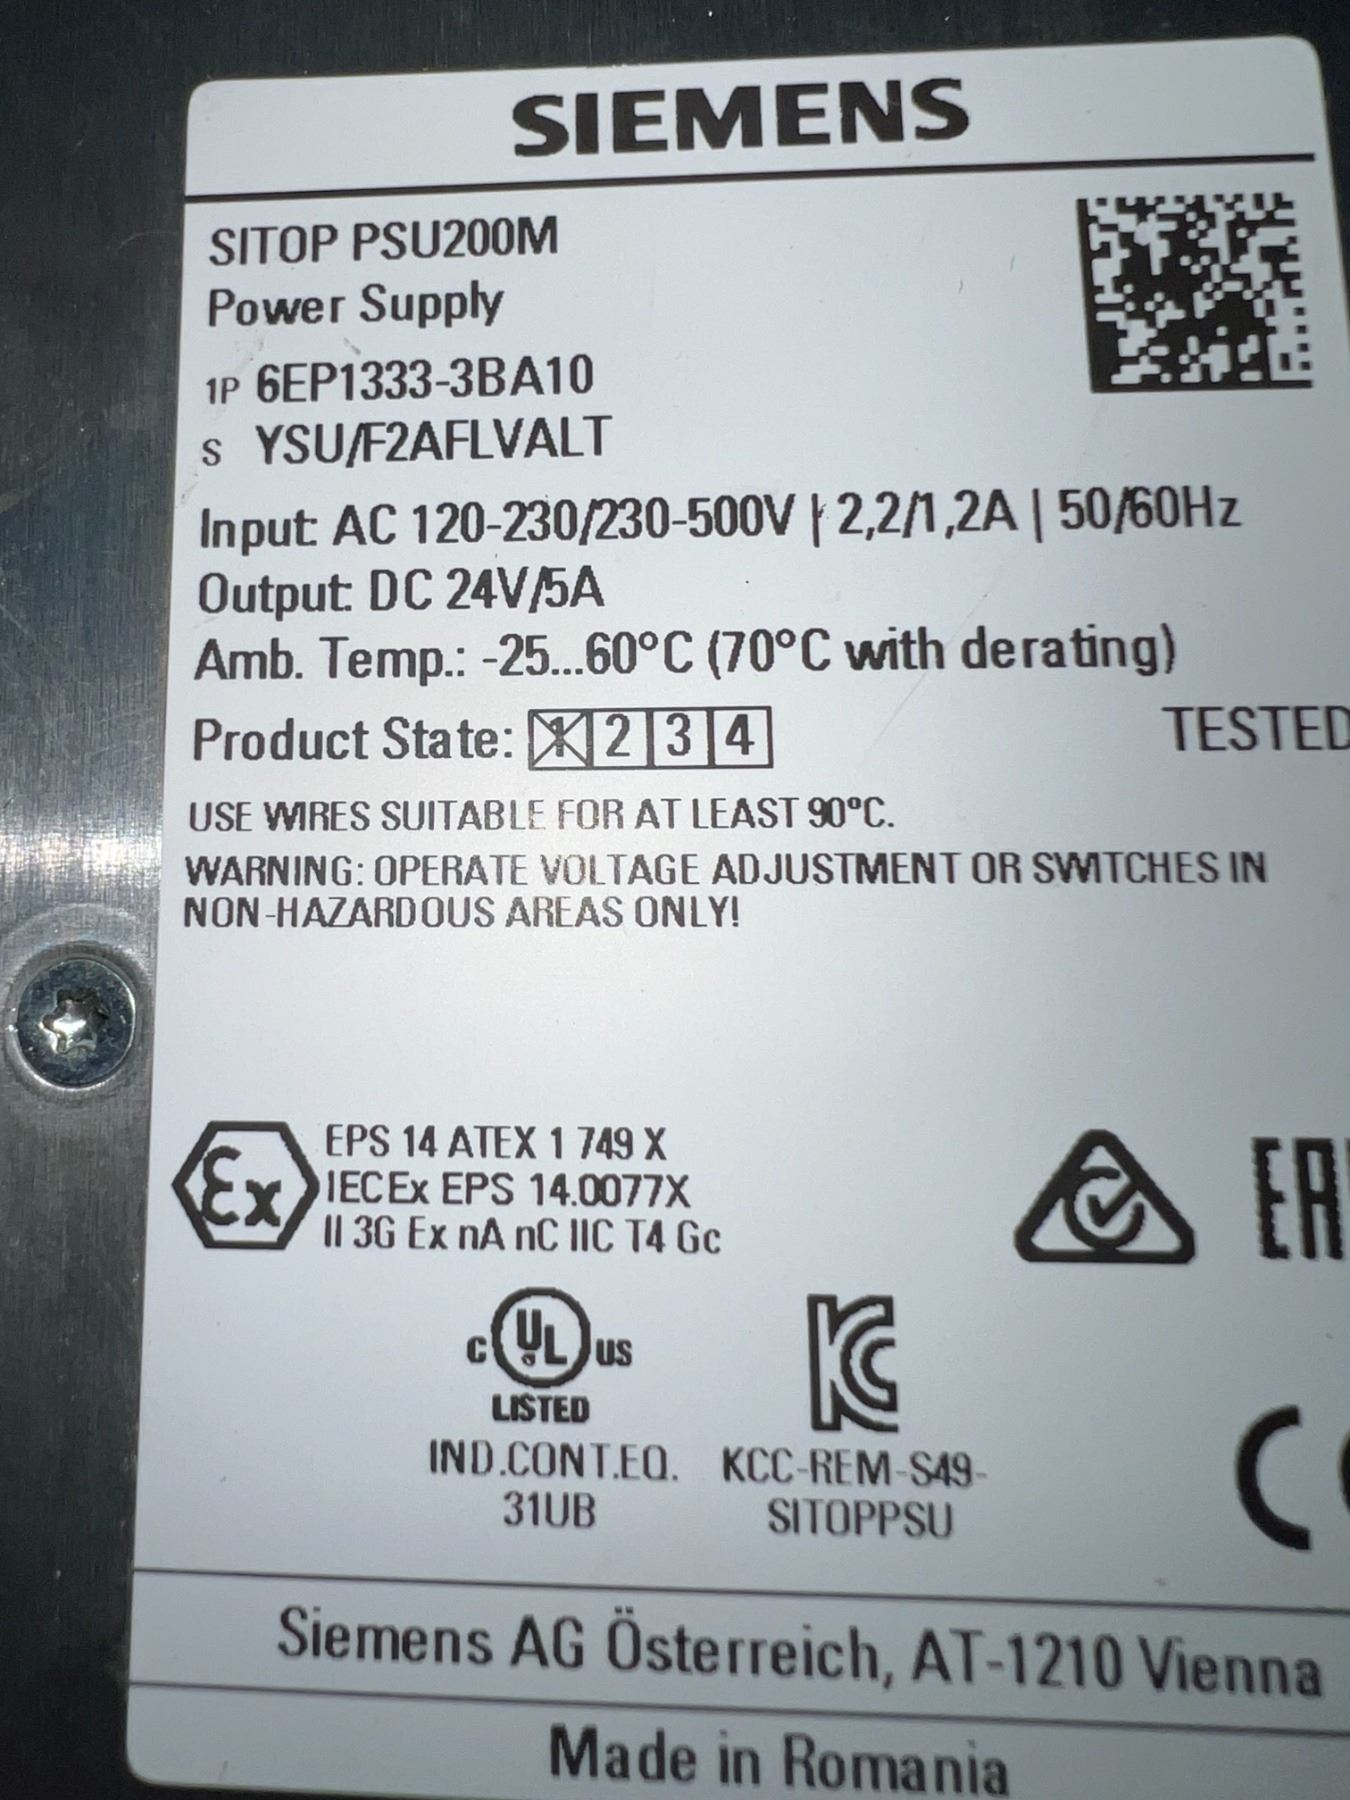 SIEMENS
SITOP PSU200M
Power Supply
1P 6EP1333-3BA10
S YSU/F2AFLVALT
Input: AC 120-230/230-500V | 2,2/1,2A | 50/60Hz
Output: DC 24V/5A
Amb. Temp.: -25...60°C (70°C with derating)
Product State: 1 2 3 4
TESTED
USE WIRES SUITABLE FOR AT LEAST 90°C.
WARNING: OPERATE VOLTAGE ADJUSTMENT OR SWITCHES IN
NON-HAZARDOUS AREAS ONLY!
Ex
EPS 14 ATEX 1 749 X
IECEx EPS 14.0077X
II 3G Ex nA nC IIC T4 Gc
C UL US
LISTED
IND.CONT.EQ.
31UB
KCC-REM-S49-
SITOPPSU
Siemens AG Österreich, AT-1210 Vienna
Made in Romania